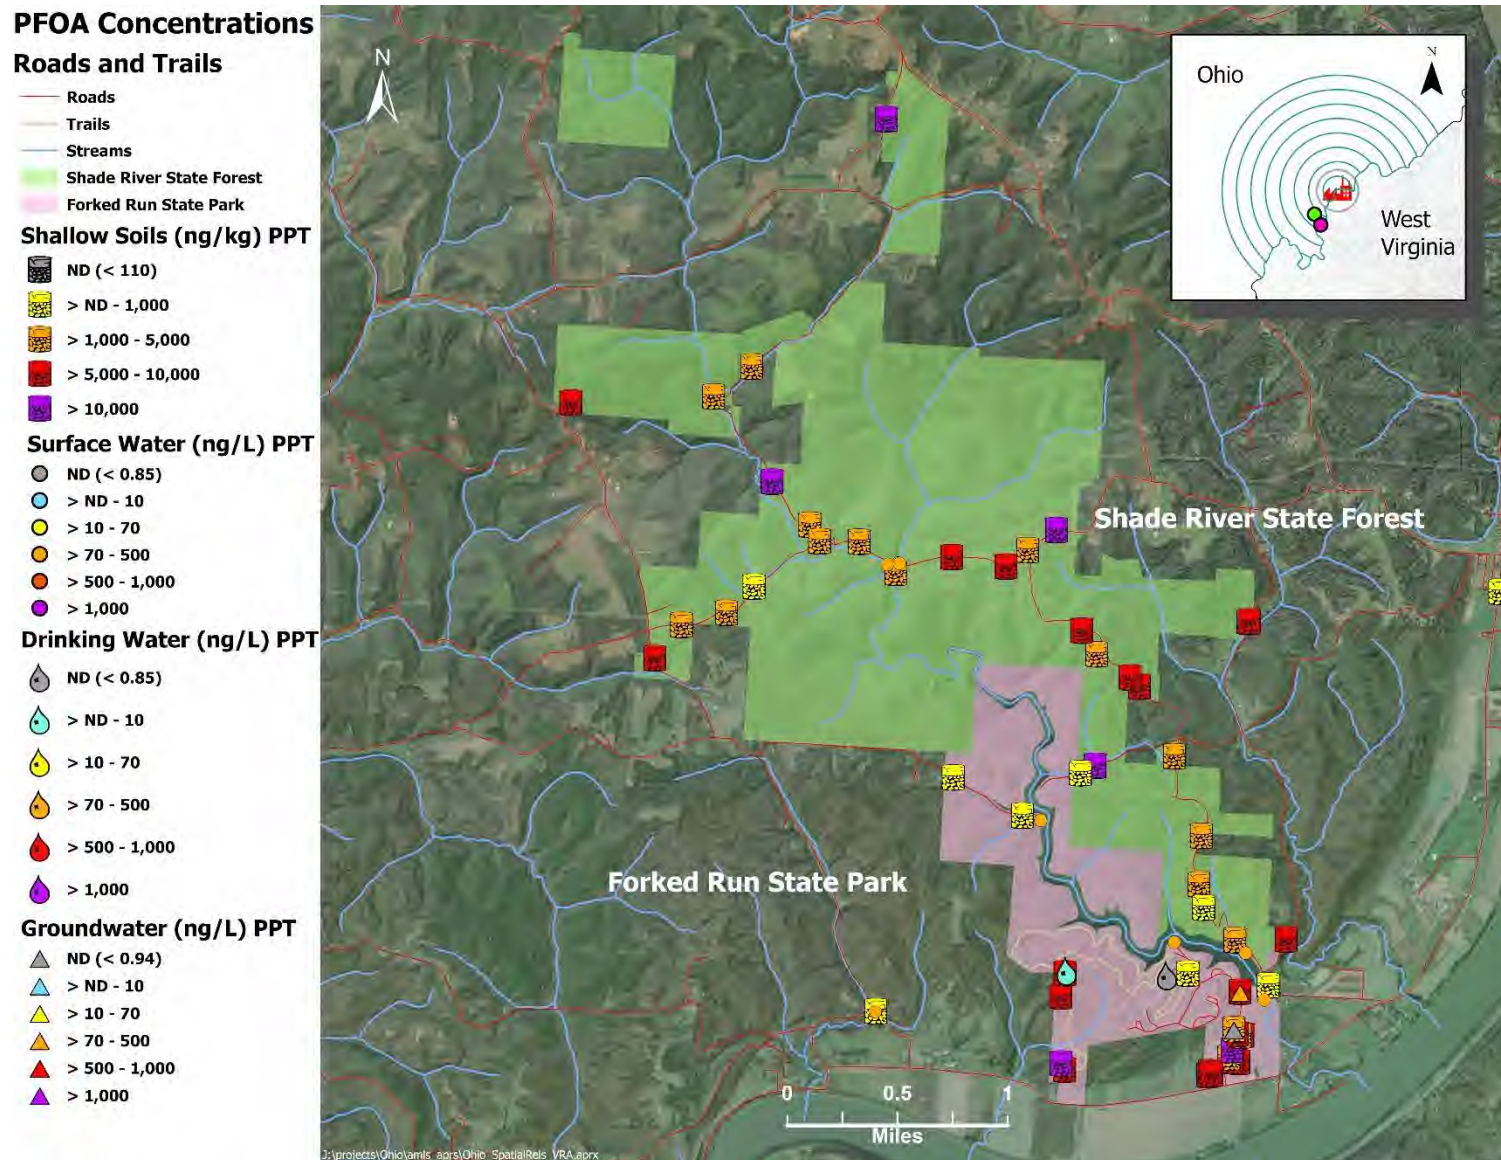 PFOA Concentrations
Roads and Trails
Roads
Trails
Streams
Shade River State Forest
Forked Run State Park
Shallow Soils (ng/kg) PPT
ND (< 110)
> ND - 1,000
> 1,000 - 5,000
> 5,000 - 10,000
> 10,000
Surface Water (ng/L) PPT
ND (< 0.85)
> ND - 10
> 10 - 70
> 70 - 500
> 500 - 1,000
> 1,000
Drinking Water (ng/L) PPT
ND (< 0.85)
> ND - 10
> 10 - 70
> 70 - 500
> 500 - 1,000
> 1,000
Groundwater (ng/L) PPT
ND (< 0.94)
> ND - 10
> 10 - 70
> 70 - 500
> 500 - 1,000
> 1,000
N
N
Ohio
West
Virginia
Shade River State Forest
Forked Run State Park
0 0.5 1
Miles
J:\projects\Ohio\amls_aprs\Ohio_SpatialRels_VRA.aprx